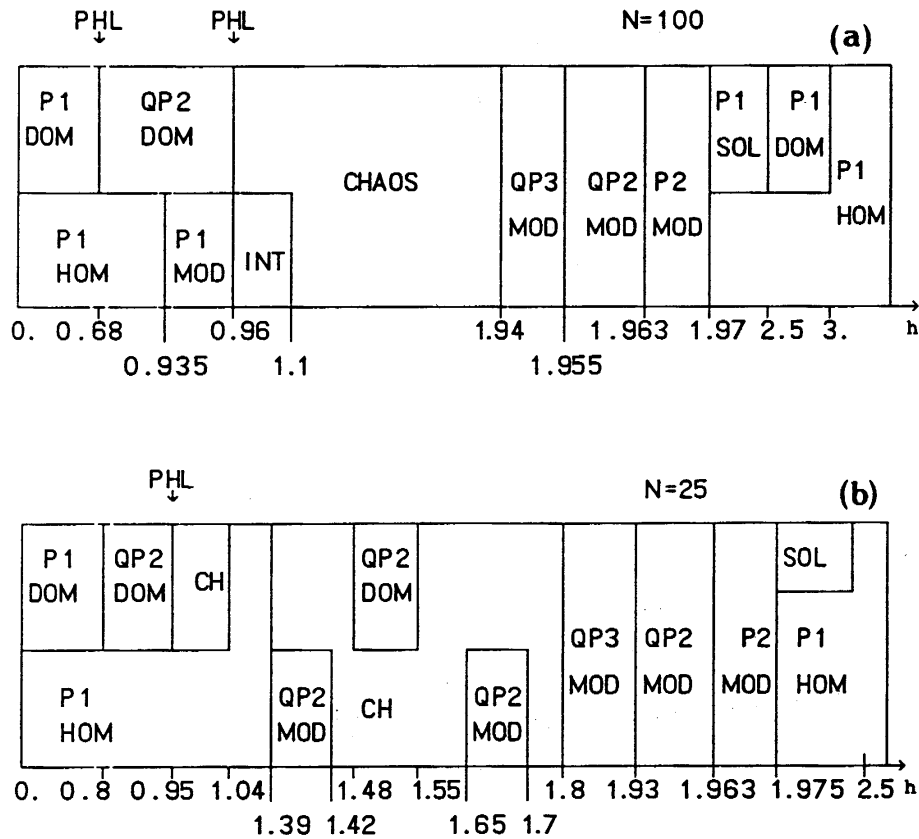 PHL PHL N=100 (a)
P1 QP2 P1 P1
DOM DOM SOL DOM
CHAOS QP3 QP2 P2 P1
MOD MOD MOD HOM
P1 P1 INT
HOM MOD
0. 0.68 0.96 1.94 1.963 1.97 2.5 3. h
0.935 1.1 1.955
PHL N=25 (b)
P1 QP2 CH QP2 SOL
DOM DOM DOM
QP3 QP2 P2 P1
MOD MOD MOD HOM
P1 QP2 CH QP2
HOM MOD MOD
0. 0.8 0.95 1.04 1.48 1.55 1.8 1.93 1.963 1.975 2.5 h
1.39 1.42 1.65 1.7